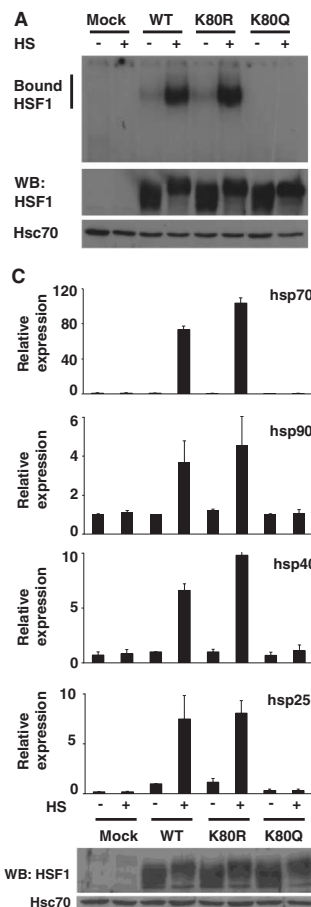 A
Mock WT K80R K80Q
HS - + - + - + - +
Bound
HSF1
WB:
HSF1
Hsc70
C
hsp70
Relative
expression
120
80
40
0
hsp90
Relative
expression
6
4
2
0
hsp40
Relative
expression
10
5
0
hsp25
Relative
expression
10
5
0
HS - + - + - + - +
Mock WT K80R K80Q
WB: HSF1
Hsc70